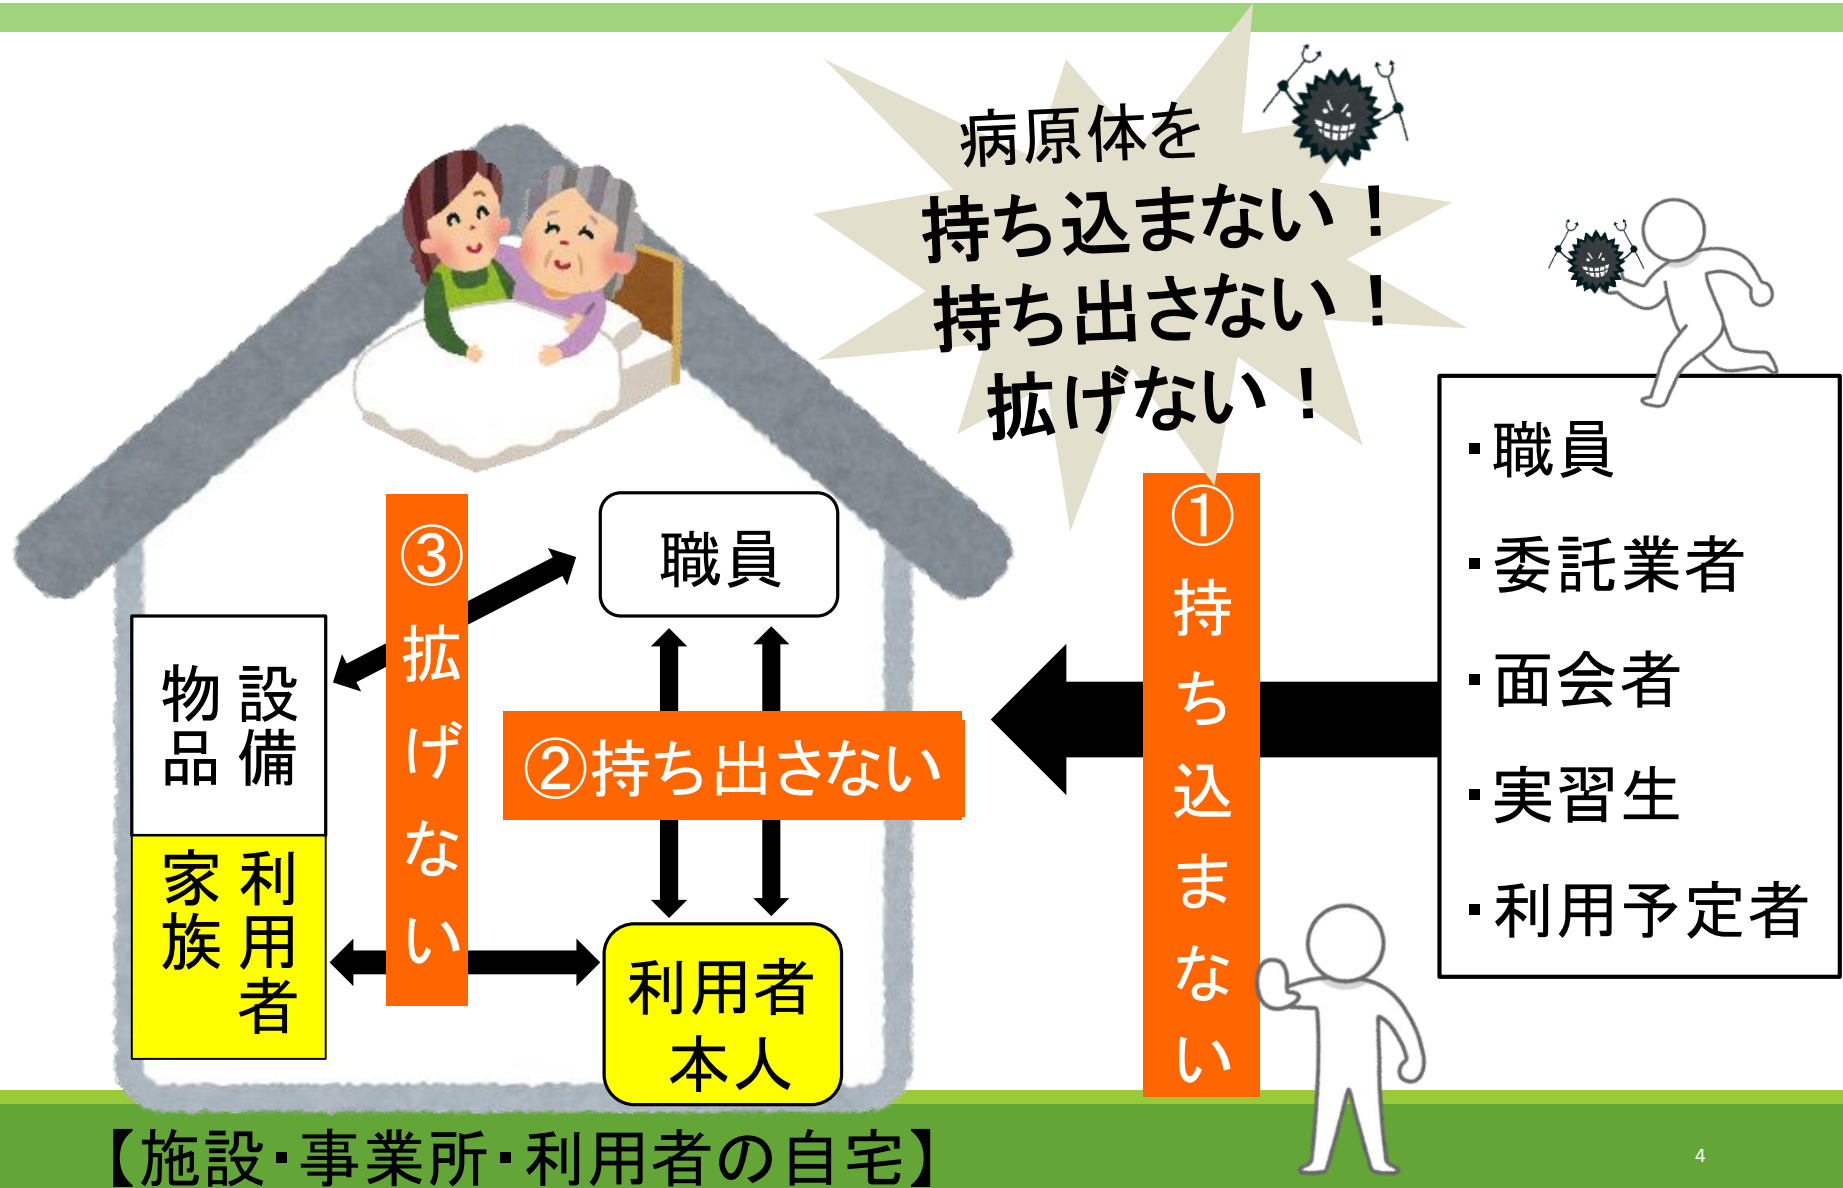 病原体を
持ち込まない！
持ち出さない！
拡げない！
・職員
・委託業者
・面会者
・実習生
・利用予定者
①持ち込まない
②持ち出さない
③拡げない
職員
設備
物品
利用者
家族
利用者
本人
【施設・事業所・利用者の自宅】
4